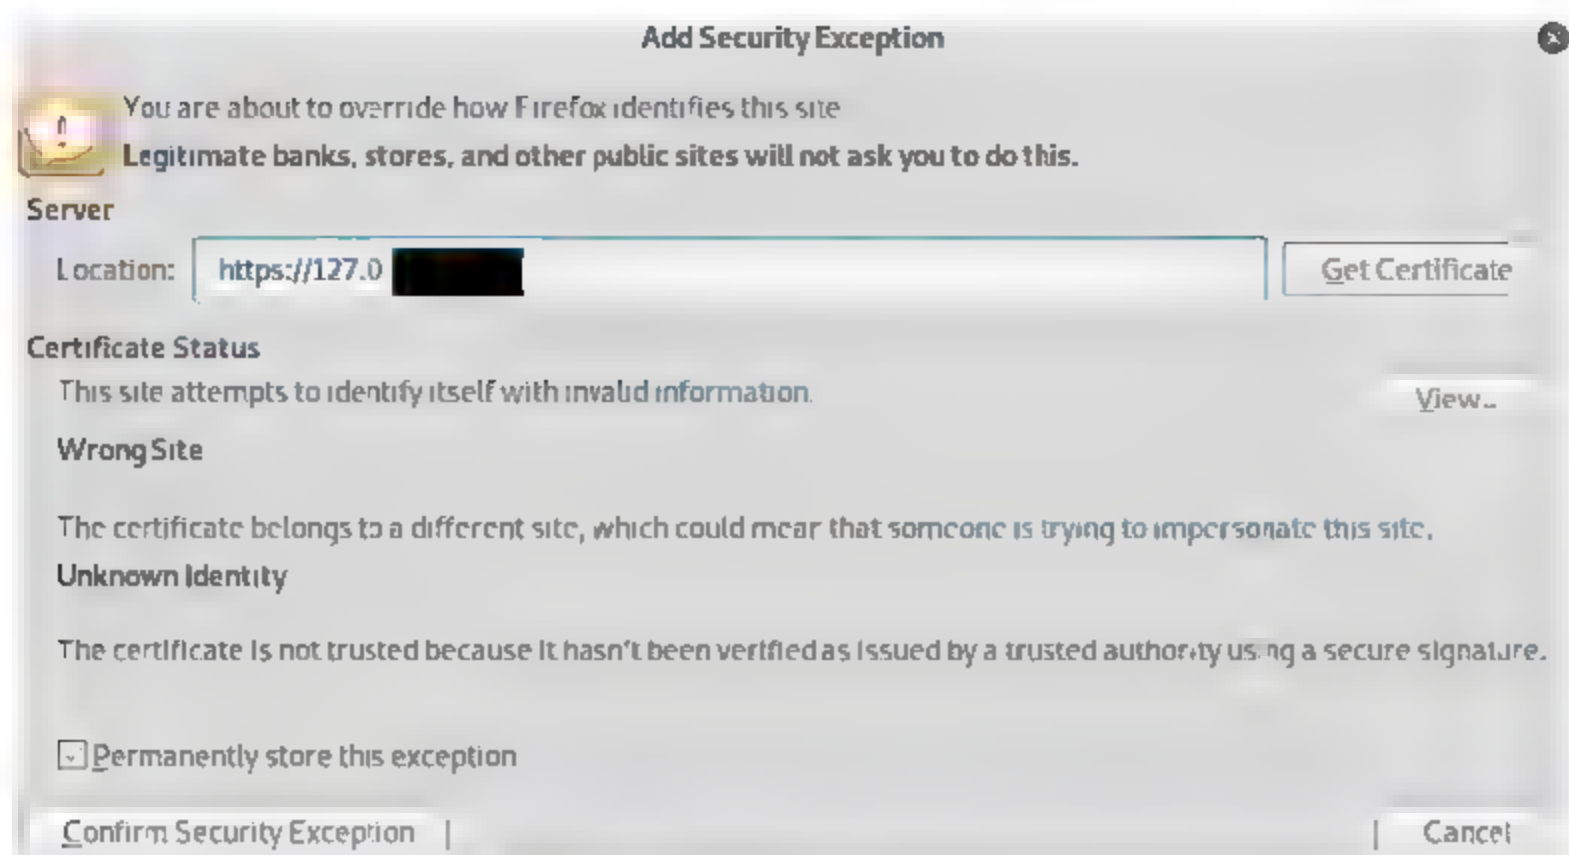 Add Security Exception
You are about to override how Firefox identifies this site
Legitimate banks, stores, and other public sites will not ask you to do this.
Server
Location: https://127.0 Get Certificate
Certificate Status
This site attempts to identify itself with invalid information. View...
Wrong Site
The certificate belongs to a different site, which could mean that someone is trying to impersonate this site.
Unknown Identity
The certificate is not trusted because it hasn't been verified as issued by a trusted authority using a secure signature.
Permanently store this exception
Confirm Security Exception Cancel